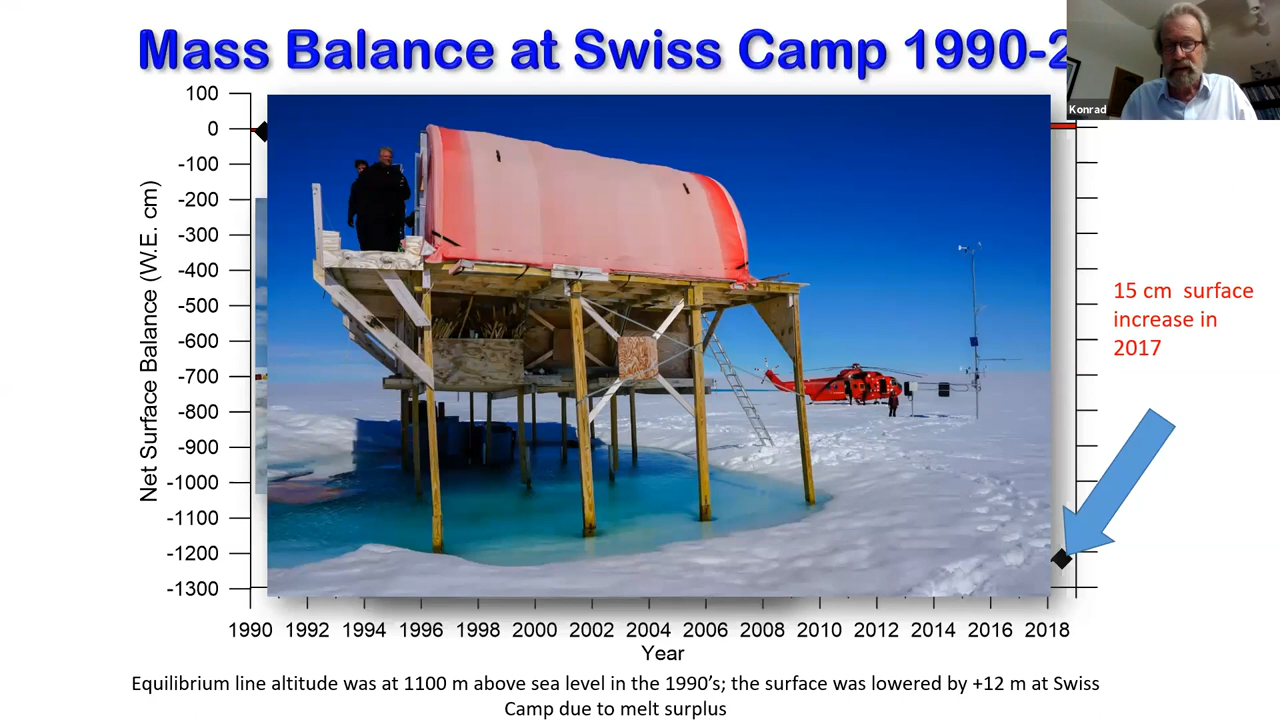 Mass Balance at Swiss Camp 1990-2
Konrad
100
0
-100
-200
-300
-400
-500
-600
-700
-800
-900
-1000
-1100
-1200
-1300
Net Surface Balance (W.E. cm)
15 cm surface
increase in
2017
1990 1992 1994 1996 1998 2000 2002 2004 2006 2008 2010 2012 2014 2016 2018
Year
Equilibrium line altitude was at 1100 m above sea level in the 1990’s; the surface was lowered by +12 m at Swiss
Camp due to melt surplus